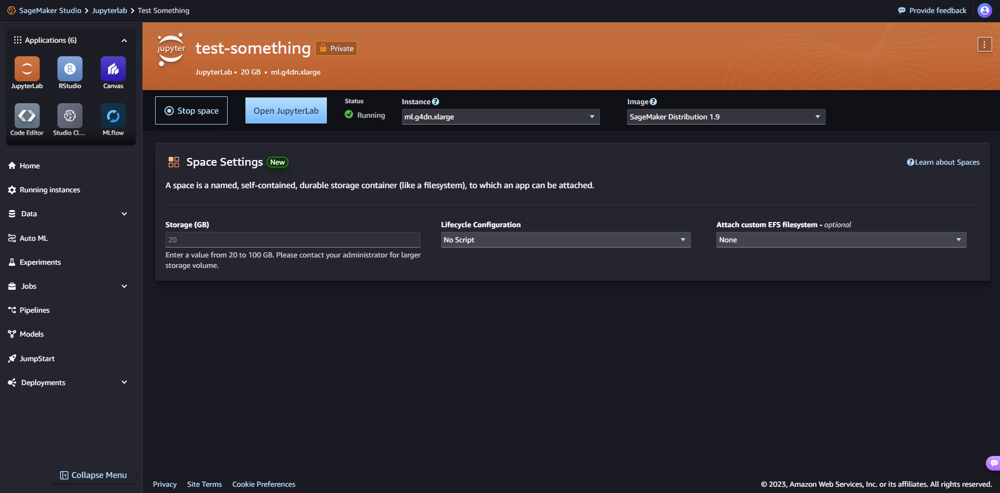 SageMaker Studio > Jupyterlab > Test Something
Provide feedback
Applications (6)
JupyterLab
RStudio
Canvas
Code Editor
Studio Cl...
MLflow
Home
Running instances
Data
Auto ML
Experiments
Jobs
Pipelines
Models
JumpStart
Deployments
Collapse Menu
jupyter
test-something
Private
JupyterLab • 20 GB • ml.g4dn.xlarge
Stop space
Open JupyterLab
Status
Running
Instance
ml.g4dn.xlarge
Image
SageMaker Distribution 1.9
Space Settings
New
Learn about Spaces
A space is a named, self-contained, durable storage container (like a filesystem), to which an app can be attached.
Storage (GB)
20
Enter a value from 20 to 100 GB. Please contact your administrator for larger
storage volume.
Lifecycle Configuration
No Script
Attach custom EFS filesystem - optional
None
Privacy
Site Terms
Cookie Preferences
© 2023, Amazon Web Services, Inc. or its affiliates. All rights reserved.